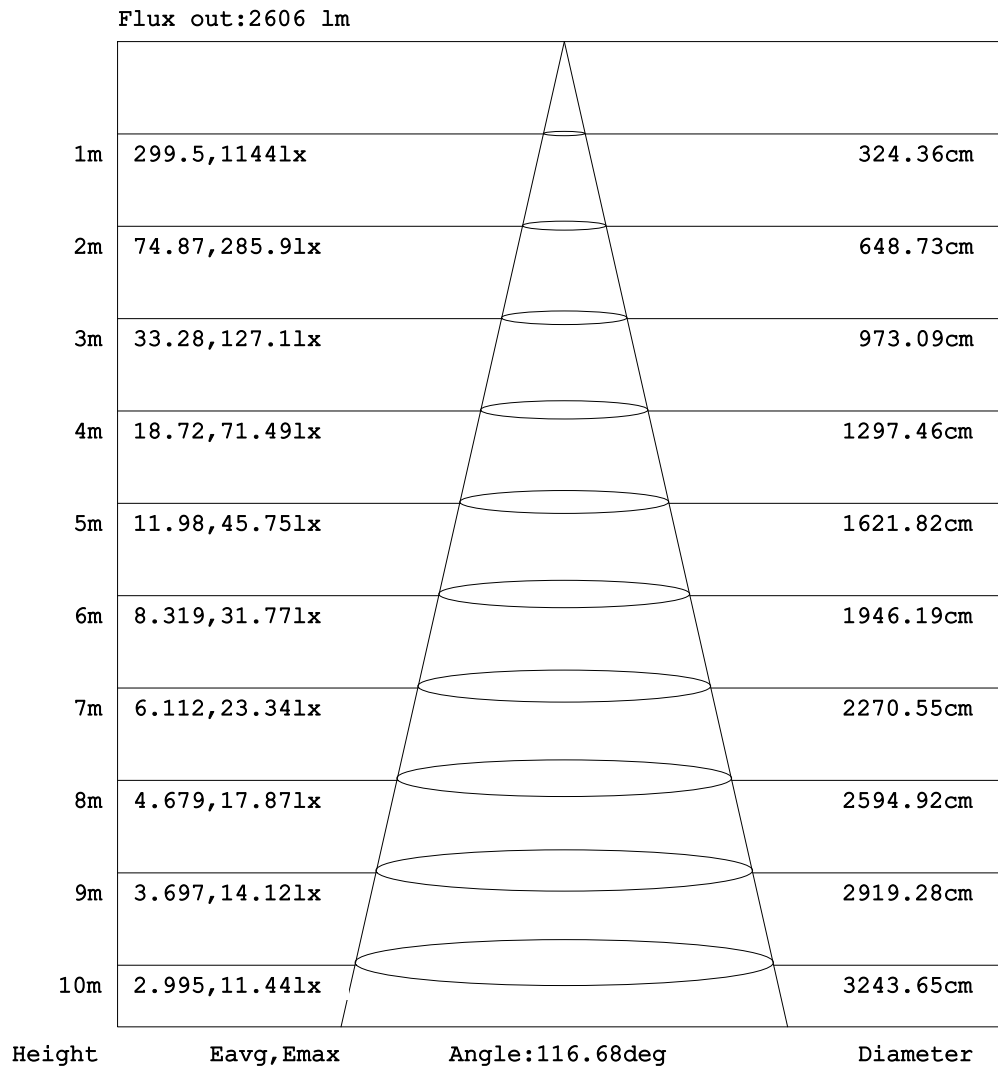 Flux out:2606 lm
1m 299.5,1144lx 324.36cm
2m 74.87,285.9lx 648.73cm
3m 33.28,127.1lx 973.09cm
4m 18.72,71.49lx 1297.46cm
5m 11.98,45.75lx 1621.82cm
6m 8.319,31.77lx 1946.19cm
7m 6.112,23.34lx 2270.55cm
8m 4.679,17.87lx 2594.92cm
9m 3.697,14.12lx 2919.28cm
10m 2.995,11.44lx 3243.65cm
Height Eavg,Emax Angle:116.68deg Diameter